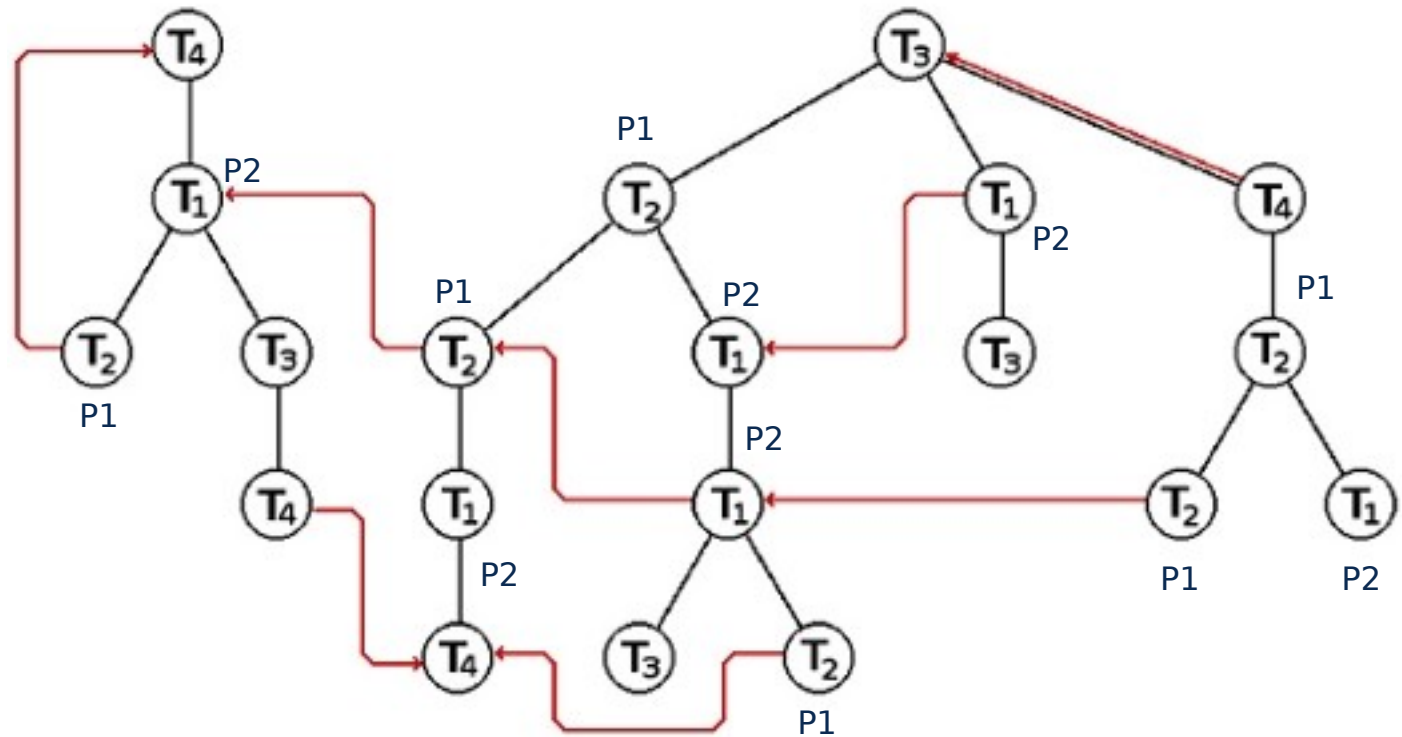 T4 T3
P1
P2
T1 T2 T1 T4
P2
P1 P2 P1
T2 T3 T2 T1 T3 T2
P1
P2
T4 T1 T1 T2 T1
P2 P1 P2
T4 T3 T2
P1